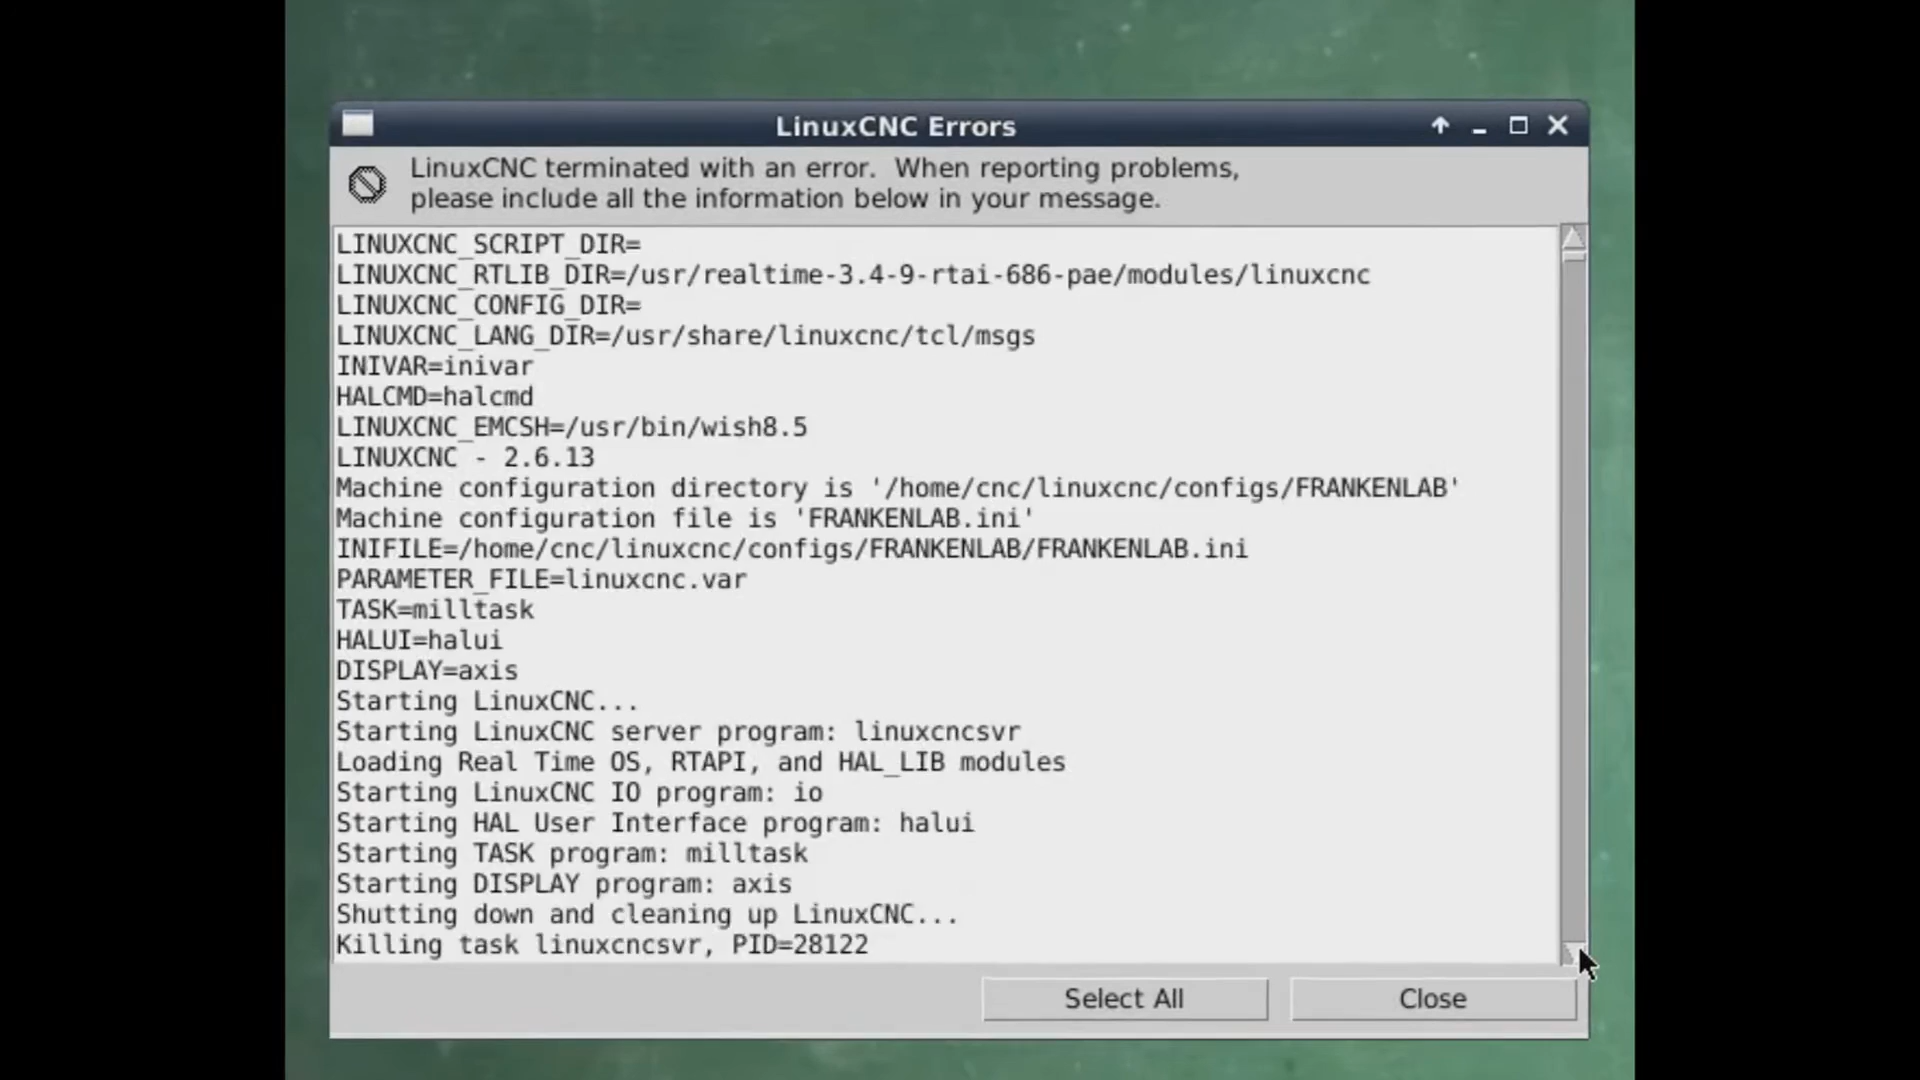 LinuxCNC Errors
LinuxCNC terminated with an error.  When reporting problems,
please include all the information below in your message.
LINUXCNC_SCRIPT_DIR=
LINUXCNC_RTLIB_DIR=/usr/realtime-3.4-9-rtai-686-pae/modules/linuxcnc
LINUXCNC_CONFIG_DIR=
LINUXCNC_LANG_DIR=/usr/share/linuxcnc/tcl/msgs
INIVAR=inivar
HALCMD=halcmd
LINUXCNC_EMCSH=/usr/bin/wish8.5
LINUXCNC - 2.6.13
Machine configuration directory is '/home/cnc/linuxcnc/configs/FRANKENLAB'
Machine configuration file is 'FRANKENLAB.ini'
INIFILE=/home/cnc/linuxcnc/configs/FRANKENLAB/FRANKENLAB.ini
PARAMETER_FILE=linuxcnc.var
TASK=milltask
HALUI=halui
DISPLAY=axis
Starting LinuxCNC...
Starting LinuxCNC server program: linuxcncsvr
Loading Real Time OS, RTAPI, and HAL_LIB modules
Starting LinuxCNC IO program: io
Starting HAL User Interface program: halui
Starting TASK program: milltask
Starting DISPLAY program: axis
Shutting down and cleaning up LinuxCNC...
Killing task linuxcncsvr, PID=28122
Select All
Close